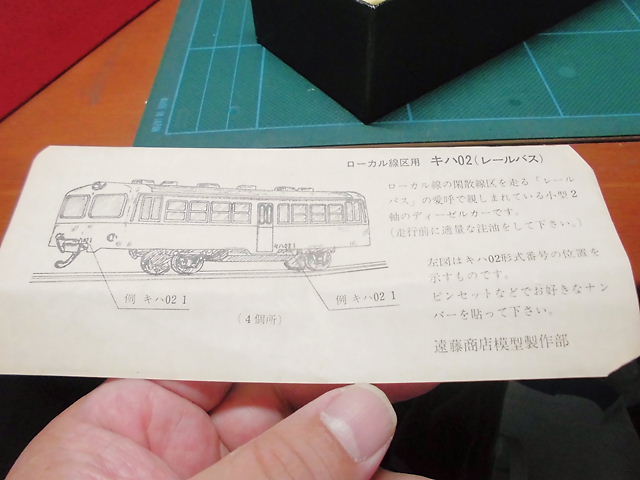 ローカル線区用 キハ02(レールバス)
ローカル線の閑散線区を走る「レール
バス」の愛呼で親しまれている小型2
軸のディーゼルカーです。
(走行前に適量な注油をして下さい。)
左図はキハ02形式番号の位置を
示すものです。
ピンセットなどでお好きなナン
バーを貼って下さい。
遠藤商店模型製作部
キハ02 1
例 キハ02 1
例 キハ02 1
(4個所)